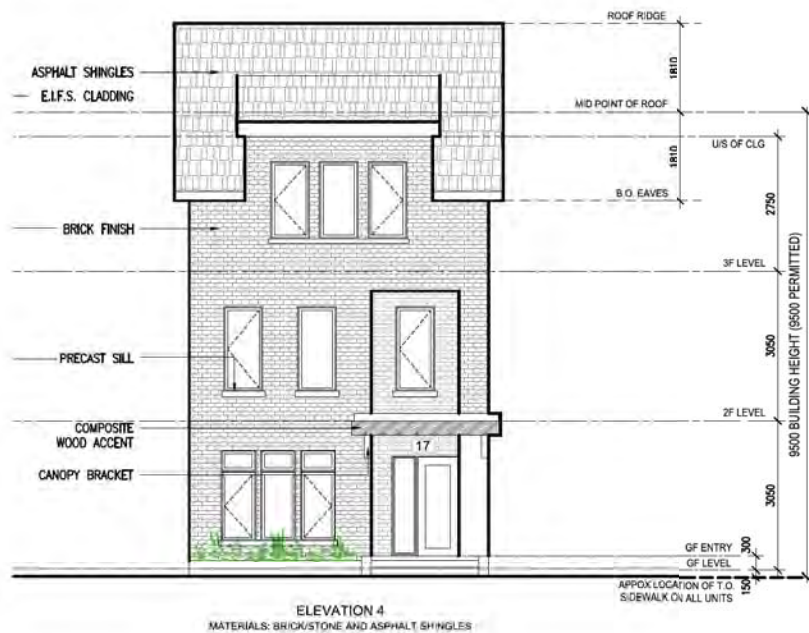 ROOF RIDGE
ASPHALT SHINGLES
1810
E.I.F.S. CLADDING
MID POINT OF ROOF
U/S OF CLG
1810
B.O. EAVES
2750
BRICK FINISH
3F LEVEL
9500 BUILDING HEIGHT (9500 PERMITTED)
3050
PRECAST SILL
2F LEVEL
COMPOSITE
WOOD ACCENT
17
CANOPY BRACKET
3050
GF ENTRY
300
GF LEVEL
150
APPOX LOCATION OF T.O.
SIDEWALK ON ALL UNITS
ELEVATION 4
MATERIALS: BRICK/STONE AND ASPHALT SHINGLES